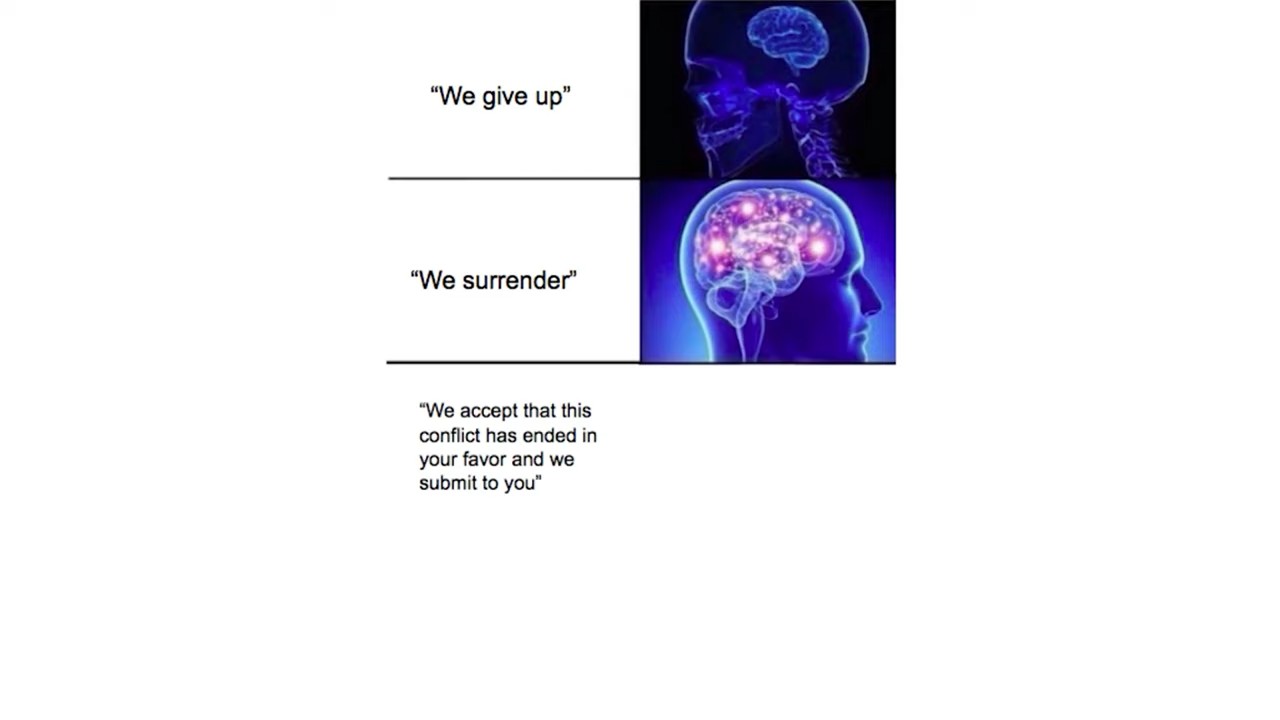 “We give up”
“We surrender”
“We accept that this
conflict has ended in
your favor and we
submit to you”